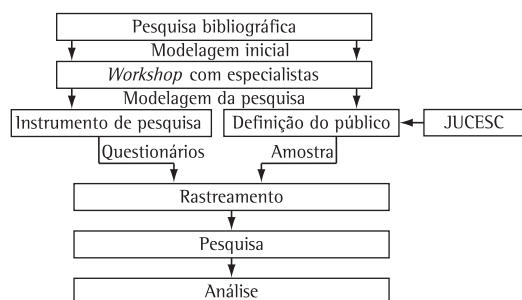 Pesquisa bibliográfica
Modelagem inicial
Workshop com especialistas
Modelagem da pesquisa
Instrumento de pesquisa
Definição do público
JUCESC
Questionários
Amostra
Rastreamento
Pesquisa
Análise